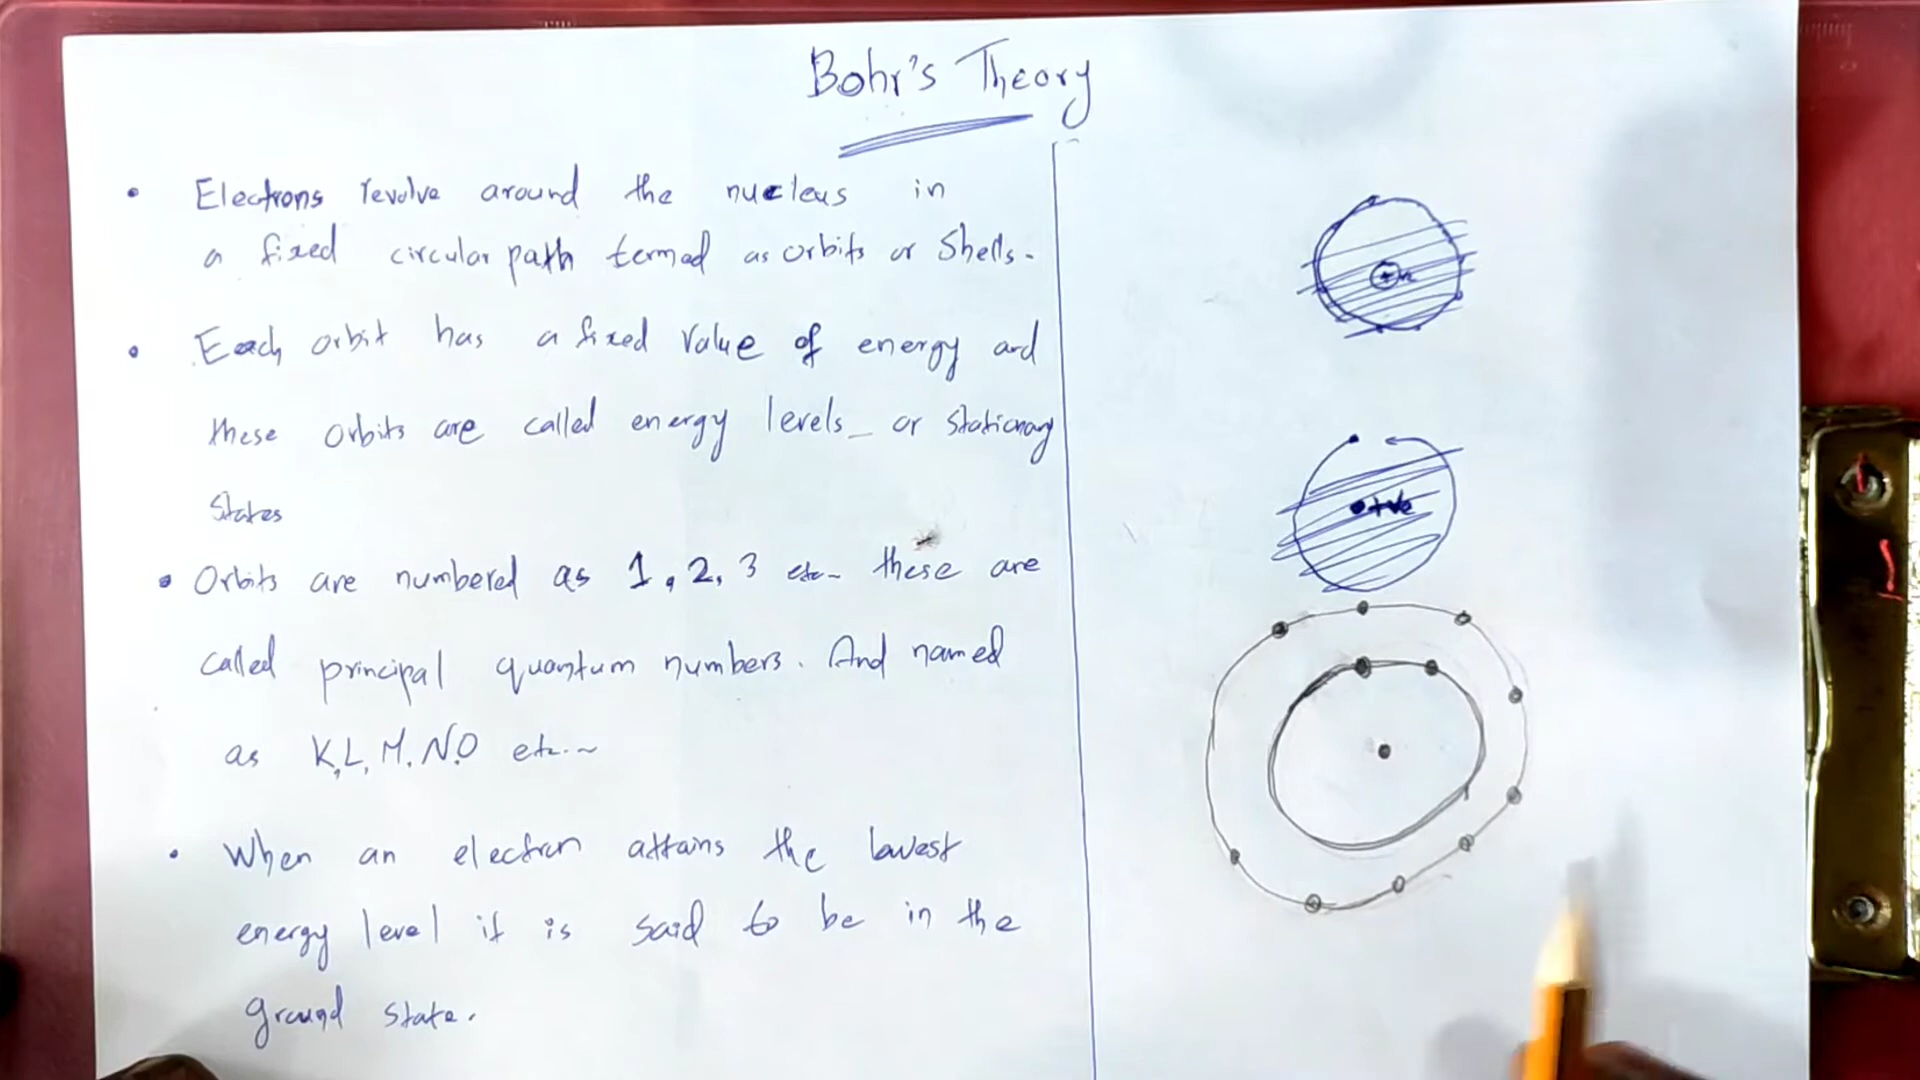 Bohr's Theory
• Electrons revolve around the nucleus in
a fixed circular path termed as orbits or Shells.
• Each orbit has a fixed value of energy and
these orbits are called energy levels or stationary
States
• Orbits are numbered as 1, 2, 3 etc. these are
called principal quantum numbers. And named
as K, L, M, N, O etc..
• When an electron attains the lowest
energy level it is said to be in the
ground state.
+ve